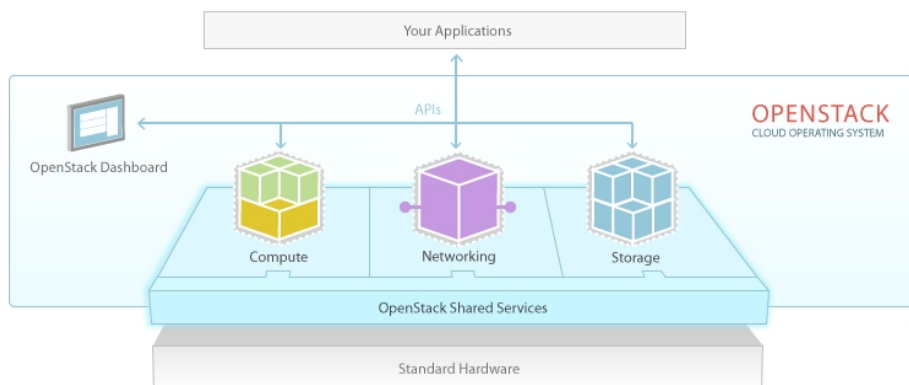 Your Applications
APIs
OPENSTACK
CLOUD OPERATING SYSTEM
OpenStack Dashboard
Compute
Networking
Storage
OpenStack Shared Services
Standard Hardware